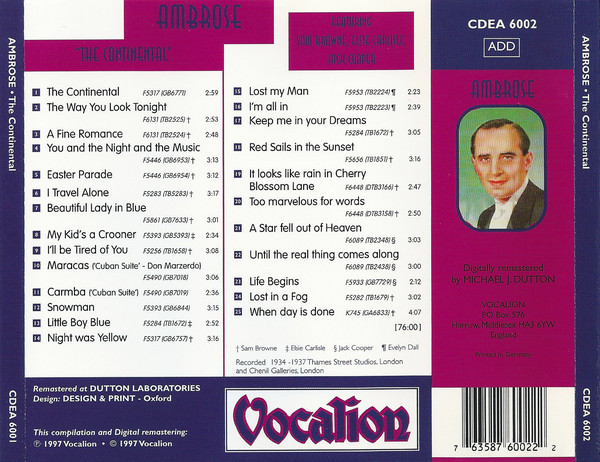 AMBROSE • The Continental
CDEA 6001
AMBROSE
"THE CONTINENTAL"
1 The Continental F5317 (GB6771) 2:59
2 The Way You Look Tonight
F6131 (TB2525) † 2:53
3 A Fine Romance F6131 (TB2524) † 2:48
4 You and the Night and the Music
F5446 (GB6953) † 3:13
5 Easter Parade F5446 (GB6954) † 3:12
6 I Travel Alone F5283 (TB5283) † 3:17
7 Beautiful Lady in Blue
F5861 (GB7633) † 3:01
8 My Kid's a Crooner F5393 (GB5393) ‡ 2:34
9 I'll be Tired of You F5256 (TB1658) † 3:08
10 Maracas ('Cuban Suite' - Don Marzerdo)
F5490 (GB7018) 3:06
11 Carmba ('Cuban Suite') F5490 (GB7019) 2:36
12 Snowman F5393 (GB6844) 3:15
13 Little Boy Blue F5284 (TB1672) ‡ 2:52
14 Night was Yellow F5317 (GB6757) † 3:16
FEATURING
SAM BROWNE, ELSIE CARLISLE
JACK COOPER
15 Lost my Man F5953 (TB2224) ¶ 2:23
16 I'm all in F5953 (TB2223) ¶ 2:39
17 Keep me in your Dreams
F5284 (TB1672) † 3:05
18 Red Sails in the Sunset
F5656 (TB1851) † 3:16
19 It looks like rain in Cherry
Blossom Lane F6448 (DTB3166) † 2:47
20 Too marvelous for words
F6448 (DTB3158) † 2:50
21 A Star fell out of Heaven
F6089 (TB2348) § 3:01
22 Until the real thing comes along
F6089 (TB2438) § 3:00
23 Life Begins F5933 (GB7729) § 3:21
24 Lost in a Fog F5282 (TB1679) † 3:02
25 When day is done K745 (GA6833) † 4:04
[76:00]
† Sam Browne ‡ Elsie Carlisle § Jack Cooper ¶ Evelyn Dall
Recorded 1934 -1937 Thames Street Studios, London
and Chenil Galleries, London
Remastered at DUTTON LABORATORIES
Design: DESIGN & PRINT - Oxford
This compilation and Digital remastering:
℗ 1997 Vocalion • © 1997 Vocalion
Vocalion
CDEA 6002
ADD
AMBROSE
Digitally remastered
by MICHAEL J. DUTTON
VOCALION
PO Box 576
Harrow, Middlesex HA3 6YW
England
Printed in Germany
7 63587 60022 2
AMBROSE • The Continental
CDEA 6002